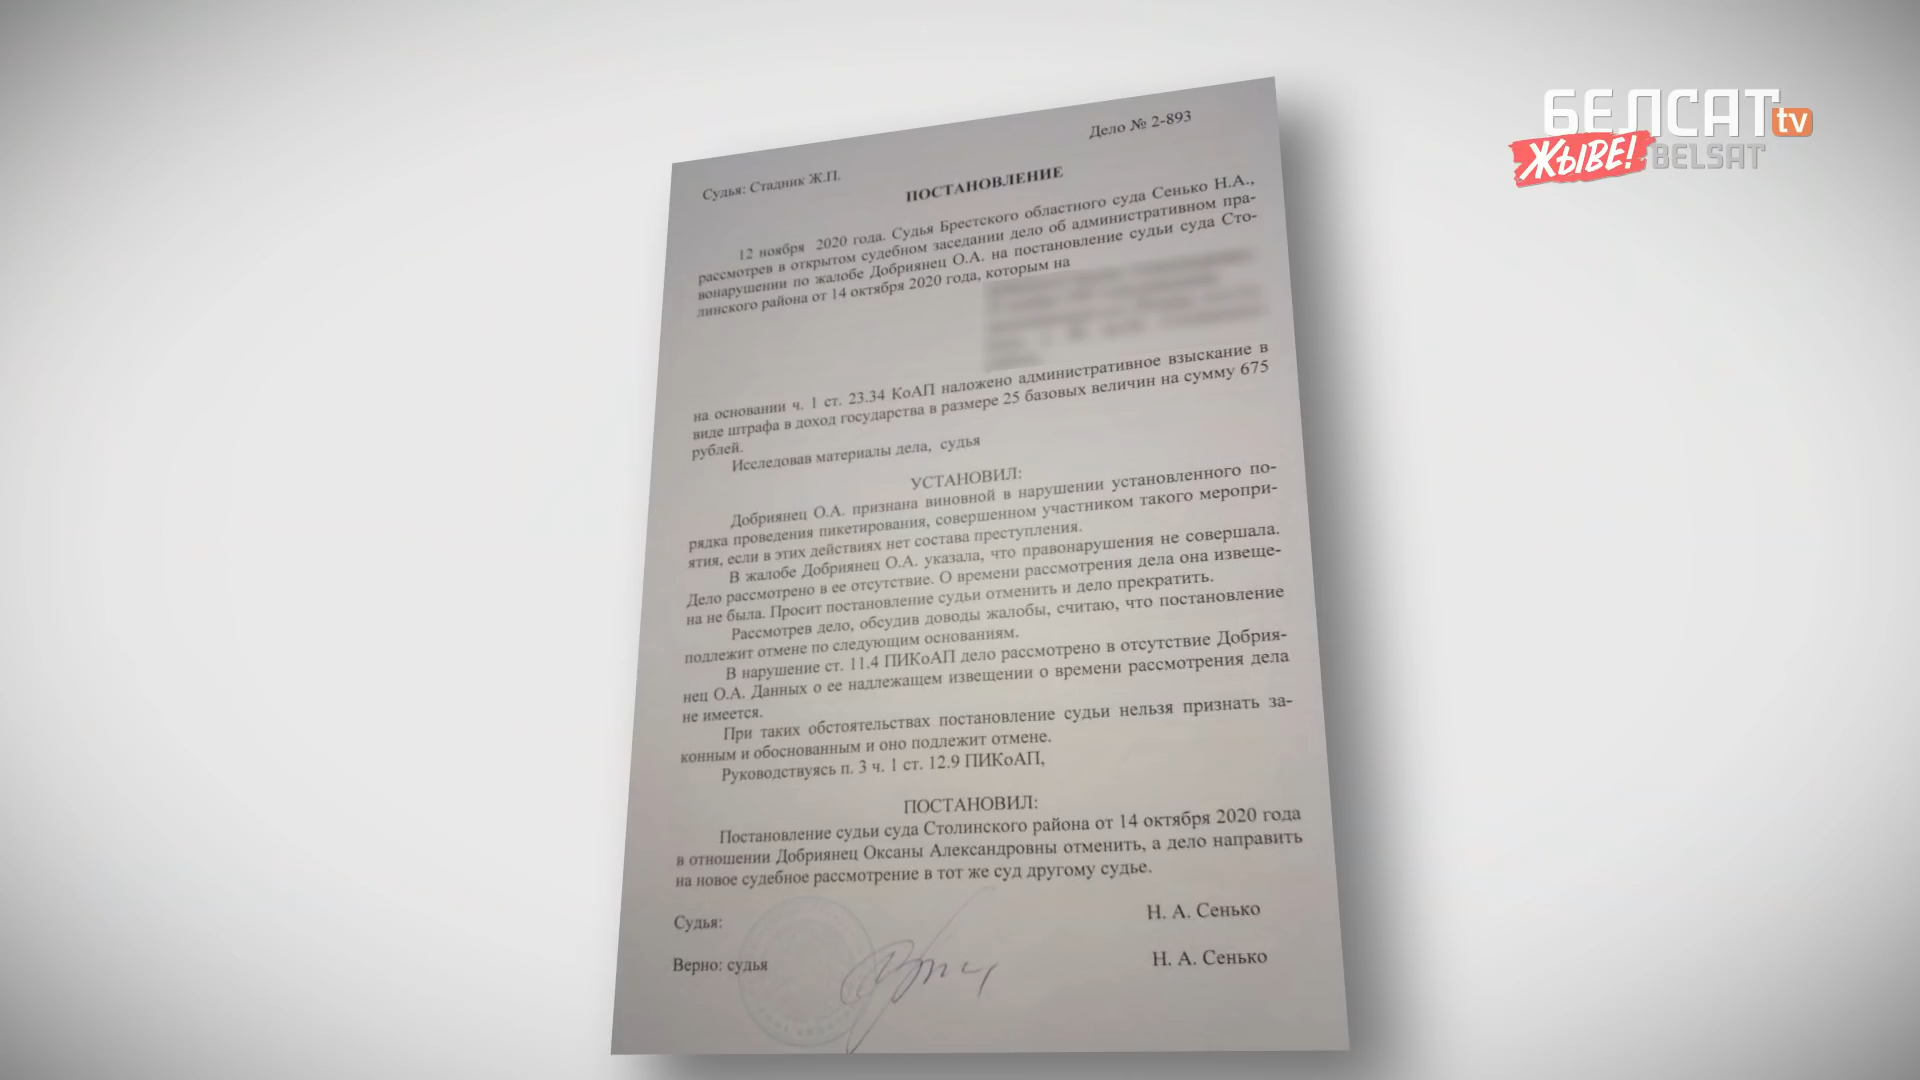 БЕЛСАТ tv
ЖЫВЕ! BELSAT
Дело № 2-893
Судья: Стадник Ж.П.
ПОСТАНОВЛЕНИЕ
12 ноября 2020 года. Судья Брестского областного суда Сенько Н.А.,
рассмотрев в открытом судебном заседании дело об административном пра-
вонарушении по жалобе Добриянец О.А. на постановление судьи суда Сто-
линского района от 14 октября 2020 года, которым на
на основании ч. 1 ст. 23.34 КоАП наложено административное взыскание в
виде штрафа в доход государства в размере 25 базовых величин на сумму 675
рублей.
Исследовав материалы дела, судья
УСТАНОВИЛ:
Добриянец О.А. признана виновной в нарушении установленного по-
рядка проведения пикетирования, совершенном участником такого меропри-
ятия, если в этих действиях нет состава преступления.
В жалобе Добриянец О.А. указала, что правонарушения не совершала.
Дело рассмотрено в ее отсутствие. О времени рассмотрения дела она извеще-
на не была. Просит постановление судьи отменить и дело прекратить.
Рассмотрев дело, обсудив доводы жалобы, считаю, что постановление
подлежит отмене по следующим основаниям.
В нарушение ст. 11.4 ПИКоАП дело рассмотрено в отсутствие Добрия-
нец О.А. Данных о ее надлежащем извещении о времени рассмотрения дела
не имеется.
При таких обстоятельствах постановление судьи нельзя признать за-
конным и обоснованным и оно подлежит отмене.
Руководствуясь п. 3 ч. 1 ст. 12.9 ПИКоАП,
ПОСТАНОВИЛ:
Постановление судьи суда Столинского района от 14 октября 2020 года
в отношении Добриянец Оксаны Александровны отменить, а дело направить
на новое судебное рассмотрение в тот же суд другому судье.
Судья: Н. А. Сенько
Верно: судья Н. А. Сенько